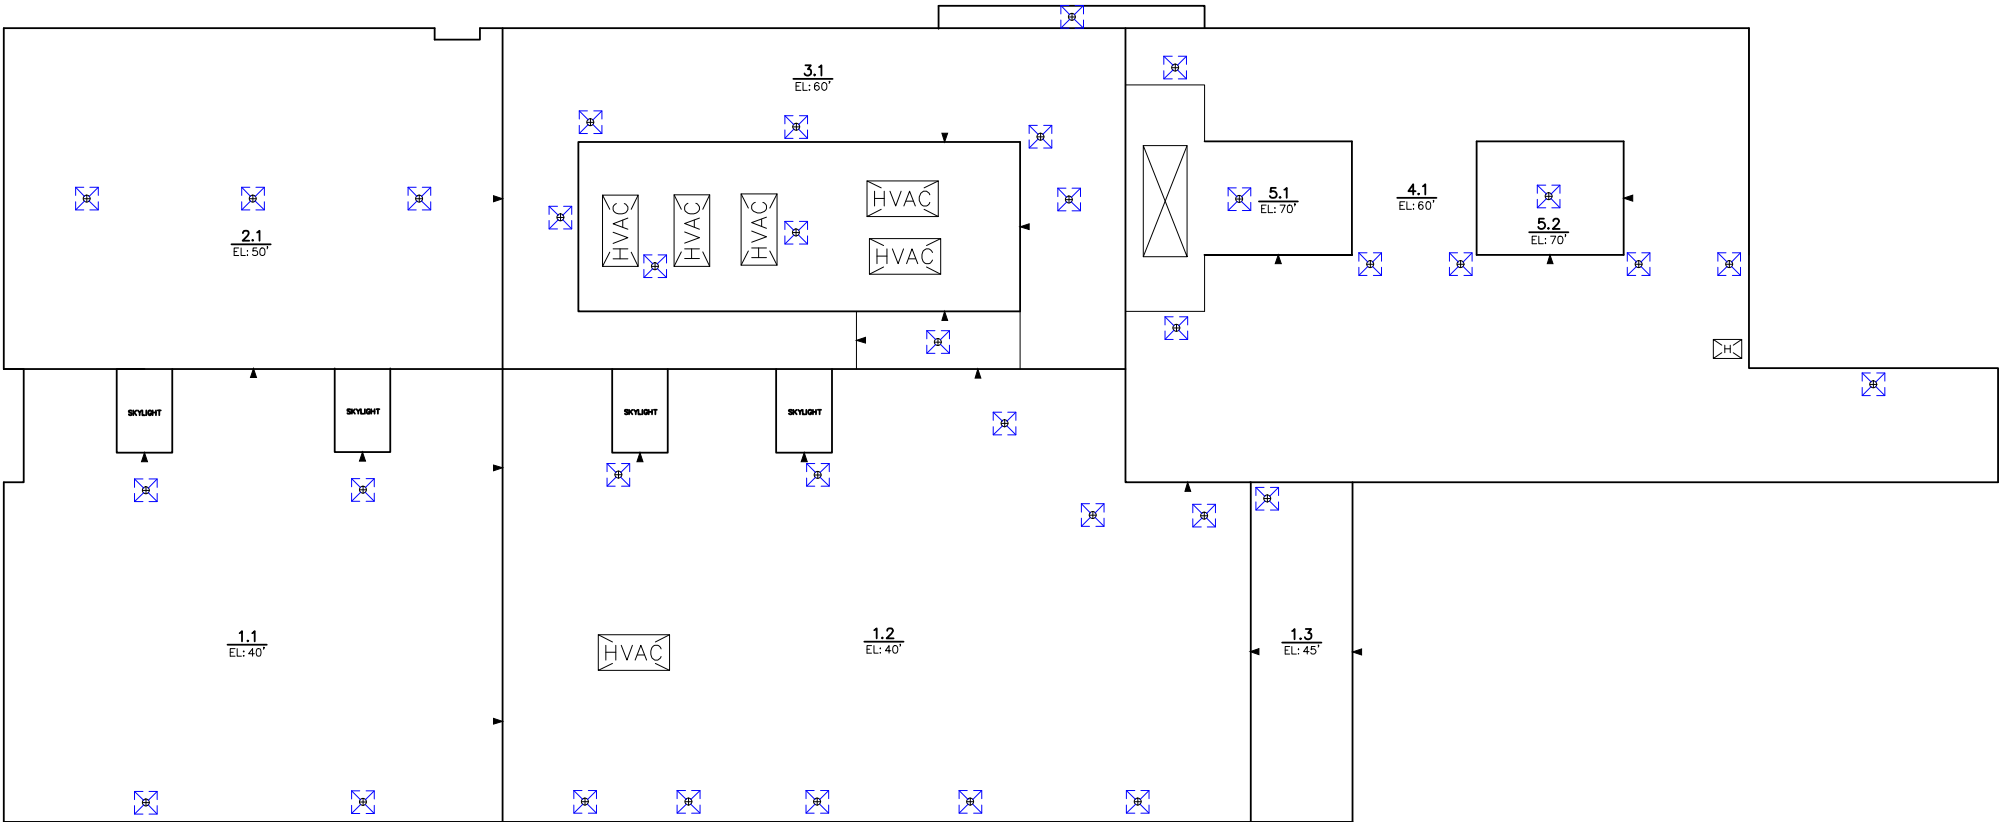 3.1
EL: 60'
HVAC
HVAC
HVAC
HVAC
HVAC
2.1
EL: 50'
5.1
EL: 70'
4.1
EL: 60'
5.2
EL: 70'
H
SKYLIGHT
SKYLIGHT
SKYLIGHT
SKYLIGHT
1.1
EL: 40'
HVAC
1.2
EL: 40'
1.3
EL: 45'